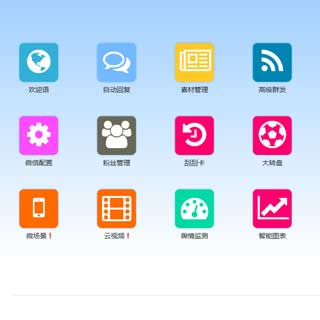 欢迎语
自动回复
素材管理
高级群发
微信配置
粉丝管理
刮刮卡
大转盘
微场景！
云视频！
舆情监测
智能图表